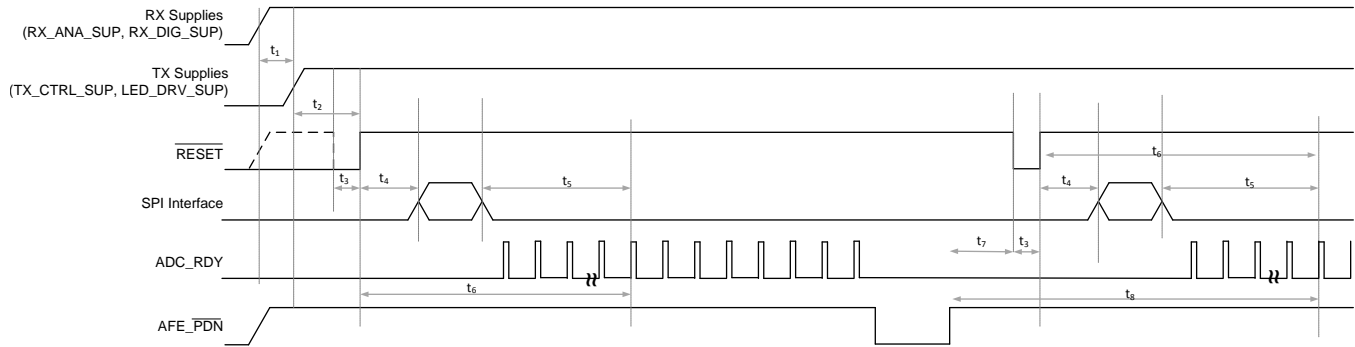 RX Supplies
(RX_ANA_SUP, RX_DIG_SUP)
t1
TX Supplies
(TX_CTRL_SUP, LED_DRV_SUP)
t2
RESET
t6
t3
t4
t5
t4
t5
SPI Interface
t7
t3
ADC_RDY
t6
t8
AFE_PDN